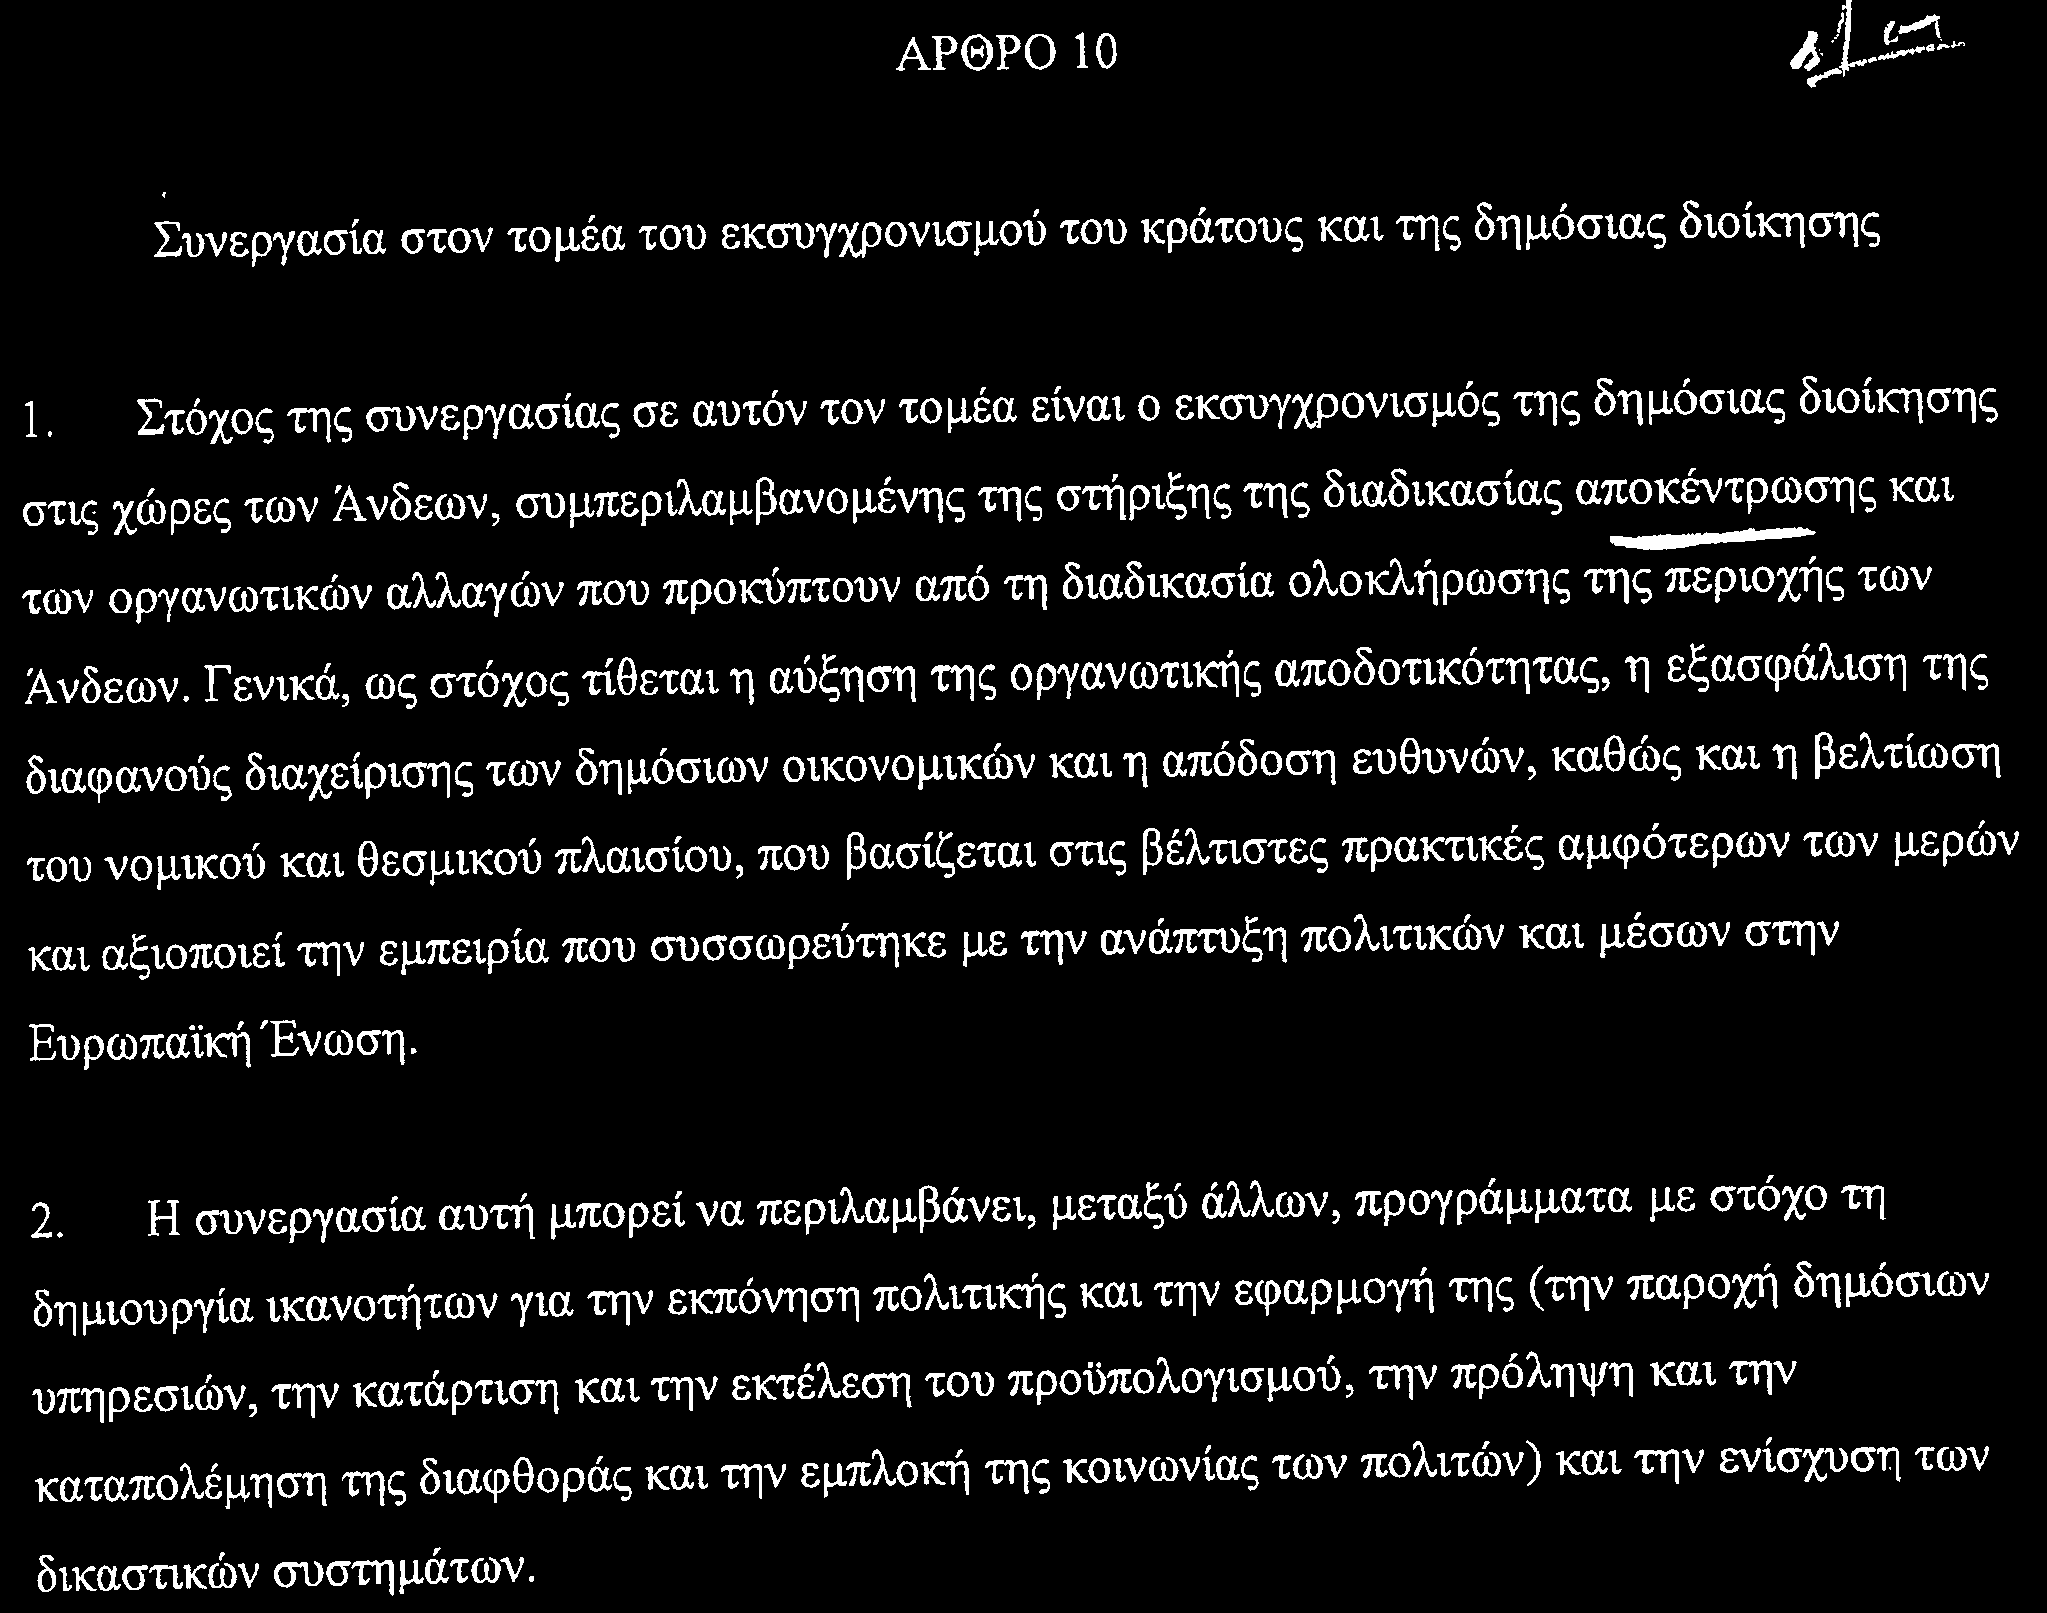 ΑΡΘΡΟ 10
Συνεργασία στον τομέα του εκσυγχρονισμού του κράτους και της δημόσιας διοίκησης
1. Στόχος της συνεργασίας σε αυτόν τον τομέα είναι ο εκσυγχρονισμός της δημόσιας διοίκησης
στις χώρες των Άνδεων, συμπεριλαμβανομένης της στήριξης της διαδικασίας αποκέντρωσης και
των οργανωτικών αλλαγών που προκύπτουν από τη διαδικασία ολοκλήρωσης της περιοχής των
Άνδεων. Γενικά, ως στόχος τίθεται η αύξηση της οργανωτικής αποδοτικότητας, η εξασφάλιση της
διαφανούς διαχείρισης των δημόσιων οικονομικών και η απόδοση ευθυνών, καθώς και η βελτίωση
του νομικού και θεσμικού πλαισίου, που βασίζεται στις βέλτιστες πρακτικές αμφότερων των μερών
και αξιοποιεί την εμπειρία που συσσωρεύτηκε με την ανάπτυξη πολιτικών και μέσων στην
Ευρωπαϊκή Ένωση.
2. Η συνεργασία αυτή μπορεί να περιλαμβάνει, μεταξύ άλλων, προγράμματα με στόχο τη
δημιουργία ικανοτήτων για την εκπόνηση πολιτικής και την εφαρμογή της (την παροχή δημόσιων
υπηρεσιών, την κατάρτιση και την εκτέλεση του προϋπολογισμού, την πρόληψη και την
καταπολέμηση της διαφθοράς και την εμπλοκή της κοινωνίας των πολιτών) και την ενίσχυση των
δικαστικών συστημάτων.